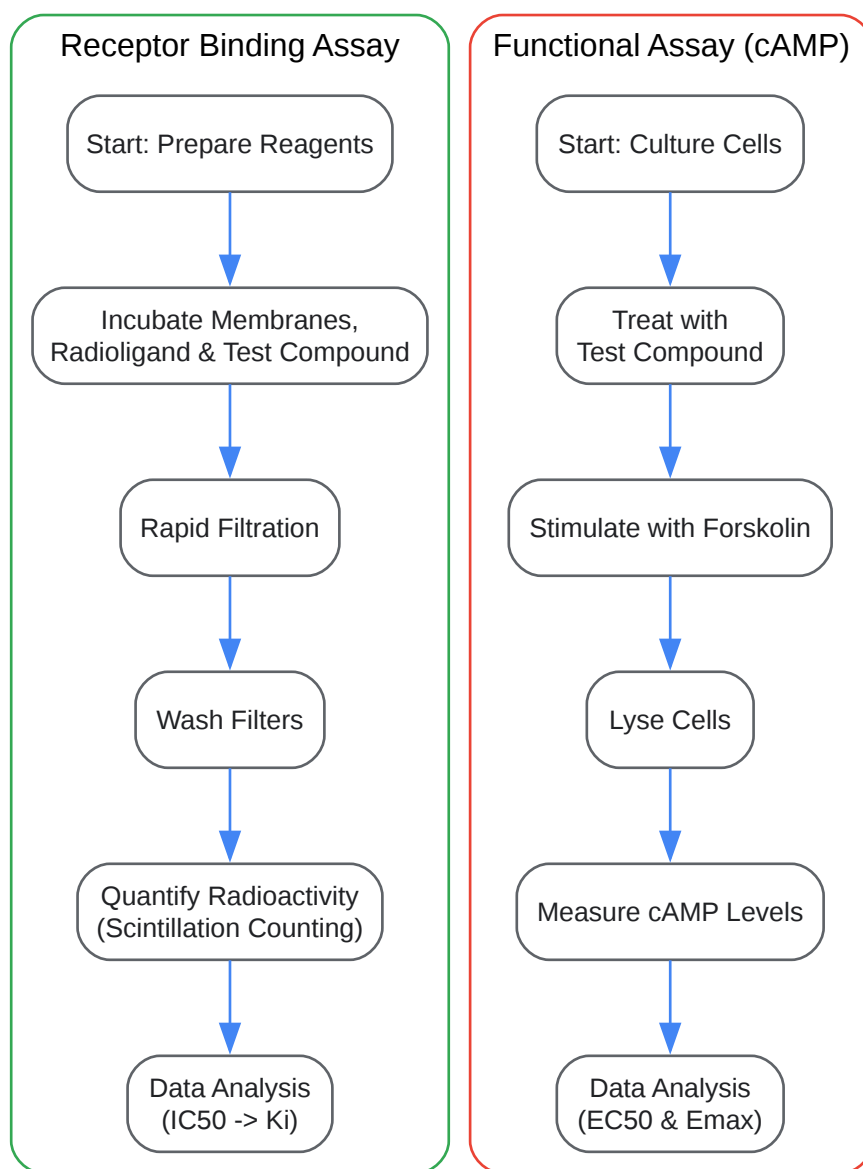 Receptor Binding Assay
Start: Prepare Reagents
Incubate Membranes,
Radioligand & Test Compound
Rapid Filtration
Wash Filters
Quantify Radioactivity
(Scintillation Counting)
Data Analysis
(IC50 -> Ki)
Functional Assay (cAMP)
Start: Culture Cells
Treat with
Test Compound
Stimulate with Forskolin
Lyse Cells
Measure cAMP Levels
Data Analysis
(EC50 & Emax)